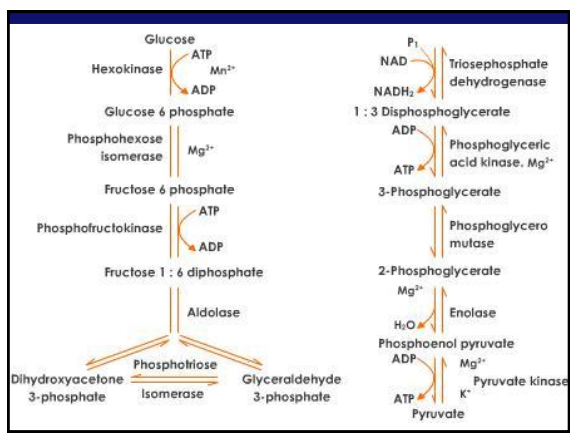 Glucose
ATP
Hexokinase
Mn²⁺
ADP
Glucose 6 phosphate
Phosphohexose
isomerase
Mg²⁺
Fructose 6 phosphate
ATP
Phosphofructokinase
ADP
Fructose 1 : 6 diphosphate
Aldolase
Phosphotriose
Dihydroxyacetone
3-phosphate
Isomerase
Glyceraldehyde
3-phosphate
P₁
NAD
Triosephosphate
dehydrogenase
NADH₂
1 : 3 Disphosphoglycerate
ADP
Phosphoglyceric
acid kinase. Mg²⁺
ATP
3-Phosphoglycerate
Phosphoglycero
mutase
2-Phosphoglycerate
Mg²⁺
Enolase
H₂O
Phosphoenol pyruvate
ADP
Mg²⁺
Pyruvate kinase
K⁺
ATP
Pyruvate